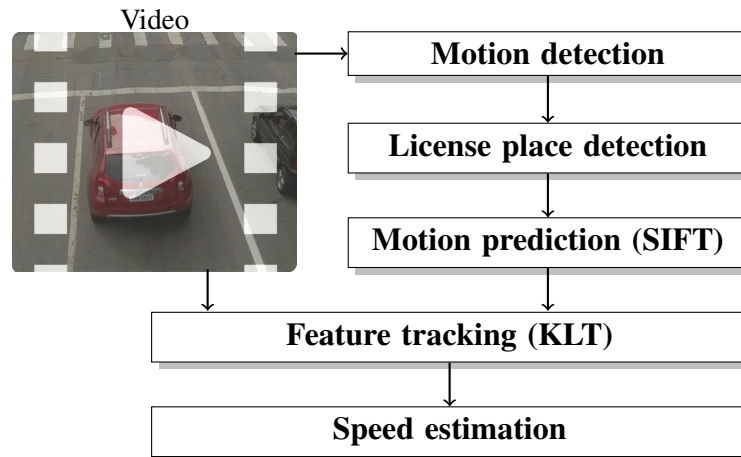 Video
Motion detection
License place detection
Motion prediction (SIFT)
Feature tracking (KLT)
Speed estimation